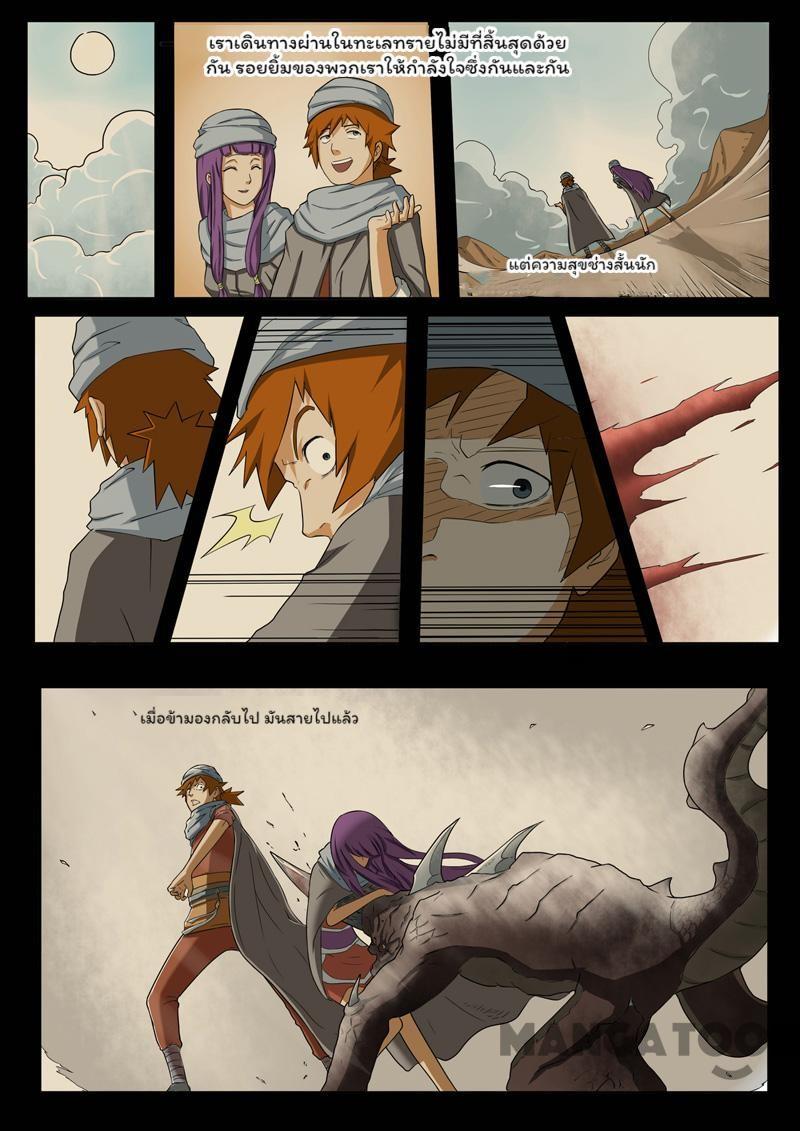 เราเดินทางผ่านในทะเลทรายไม่มีที่สิ้นสุดด้วย
กัน รอยยิ้มของพวกเราให้กำลังใจซึ่งกันและกัน
แต่ความสุขช่างสั้นนัก
เมื่อข้ามองกลับไป มันสายไปแล้ว
MANGATOO